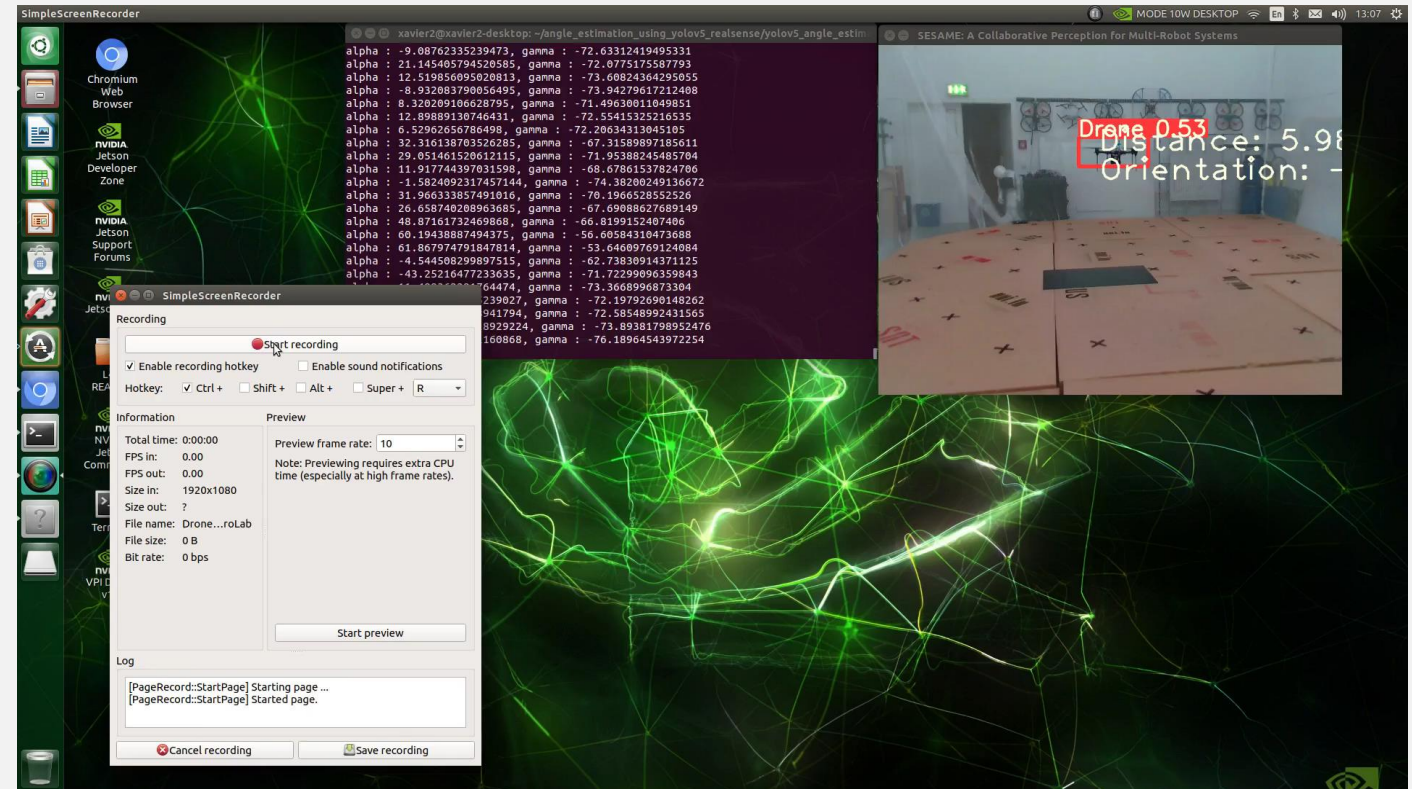 SimpleScreenRecorder
MODE 10W DESKTOP
En
13:07
Chromium
Web
Browser
nVIDIA
Jetson
Developer
Zone
nVIDIA
Jetson
Support
Forums
xavier2@xavier2-desktop: ~/angle_estimation_using_yolov5_realsense/yolov5_angle_estim
alpha : -9.08762335239473, gamma : -72.63312419495331
alpha : 21.145405794520585, gamma : -72.0775175587793
alpha : 12.519856095020813, gamma : -73.60824364295055
alpha : -8.932083790056495, gamma : -73.94279617212408
alpha : 8.320209106628795, gamma : -71.49630011049851
alpha : 12.89889130746431, gamma : -72.55415325216535
alpha : 6.52962656786498, gamma : -72.20634313045105
alpha : 32.316138703526285, gamma : -67.31589897185611
alpha : 29.051461520612115, gamma : -71.95388245485704
alpha : 11.917744397031598, gamma : -68.67861537824706
alpha : -1.5824092317457144, gamma : -74.38200249136672
alpha : 31.966333857491016, gamma : -70.1966528552526
alpha : 26.658740208963685, gamma : -67.69088627689149
alpha : 48.87161732469868, gamma : -66.8199152407406
alpha : 60.19438887494375, gamma : -56.60584310473688
alpha : 61.867974791847814, gamma : -53.64609769124084
alpha : -4.544508299897515, gamma : -62.73830914371125
alpha : -43.25216477233635, gamma : -71.72299096359843
764474, gamma : -73.3668996873304
239027, gamma : -72.19792690148262
941794, gamma : -72.58548992431565
8929224, gamma : -73.89381798952476
160868, gamma : -76.18964543972254
SESAME: A Collaborative Perception for Multi-Robot Systems
Drone 0.53
Distance: 5.98
Orientation: -
SimpleScreenRecorder
Recording
Start recording
Enable recording hotkey Enable sound notifications
Hotkey: Ctrl + Shift + Alt + Super + R
Information
Total time: 0:00:00
FPS in: 0.00
FPS out: 0.00
Size in: 1920x1080
Size out: ?
File name: Drone...roLab
File size: 0 B
Bit rate: 0 bps
Preview
Preview frame rate: 10
Note: Previewing requires extra CPU
time (especially at high frame rates).
Start preview
Log
[PageRecord::StartPage] Starting page ...
[PageRecord::StartPage] Started page.
Cancel recording Save recording